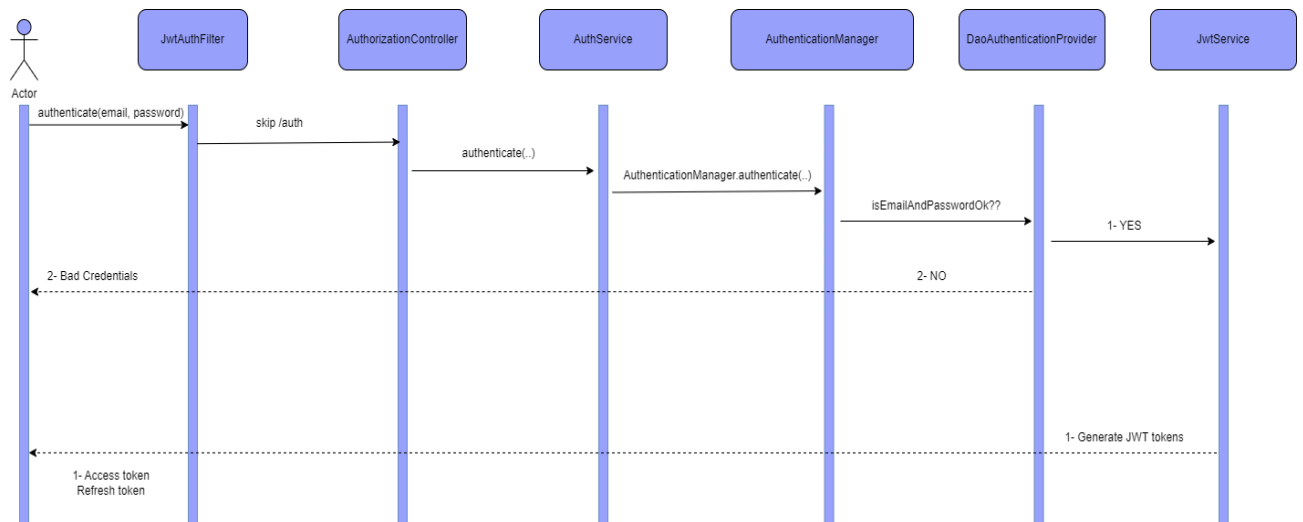 JwtAuthFilter
AuthorizationController
AuthService
AuthenticationManager
DaoAuthenticationProvider
JwtService
Actor
authenticate(email, password)
skip /auth
authenticate(..)
AuthenticationManager.authenticate(..)
isEmailAndPasswordOk??
1- YES
2- Bad Credentials
2- NO
1- Generate JWT tokens
1- Access token
Refresh token